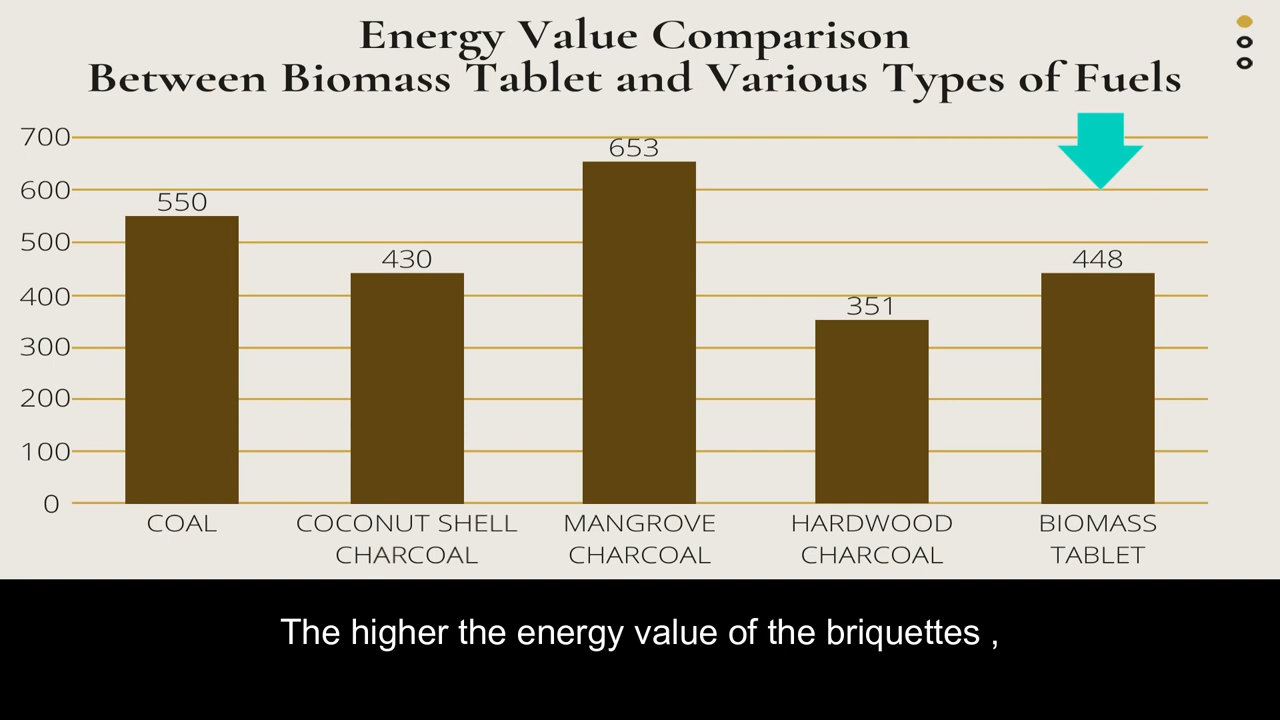 Energy Value Comparison
Between Biomass Tablet and Various Types of Fuels
700
600
500
400
300
200
100
0
550
430
653
351
448
COAL
COCONUT SHELL
CHARCOAL
MANGROVE
CHARCOAL
HARDWOOD
CHARCOAL
BIOMASS
TABLET
The higher the energy value of the briquettes ,